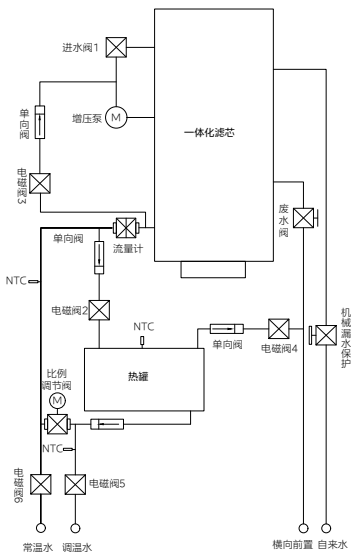 进水阀1
单向阀
增压泵
M
一体化滤芯
电磁阀3
废水阀
单向阀
流量计
NTC
电磁阀2
NTC
机械漏水保护
单向阀
电磁阀4
比例
调节阀
热罐
M
NTC
电磁阀6
电磁阀5
常温水
调温水
横向前置
自来水